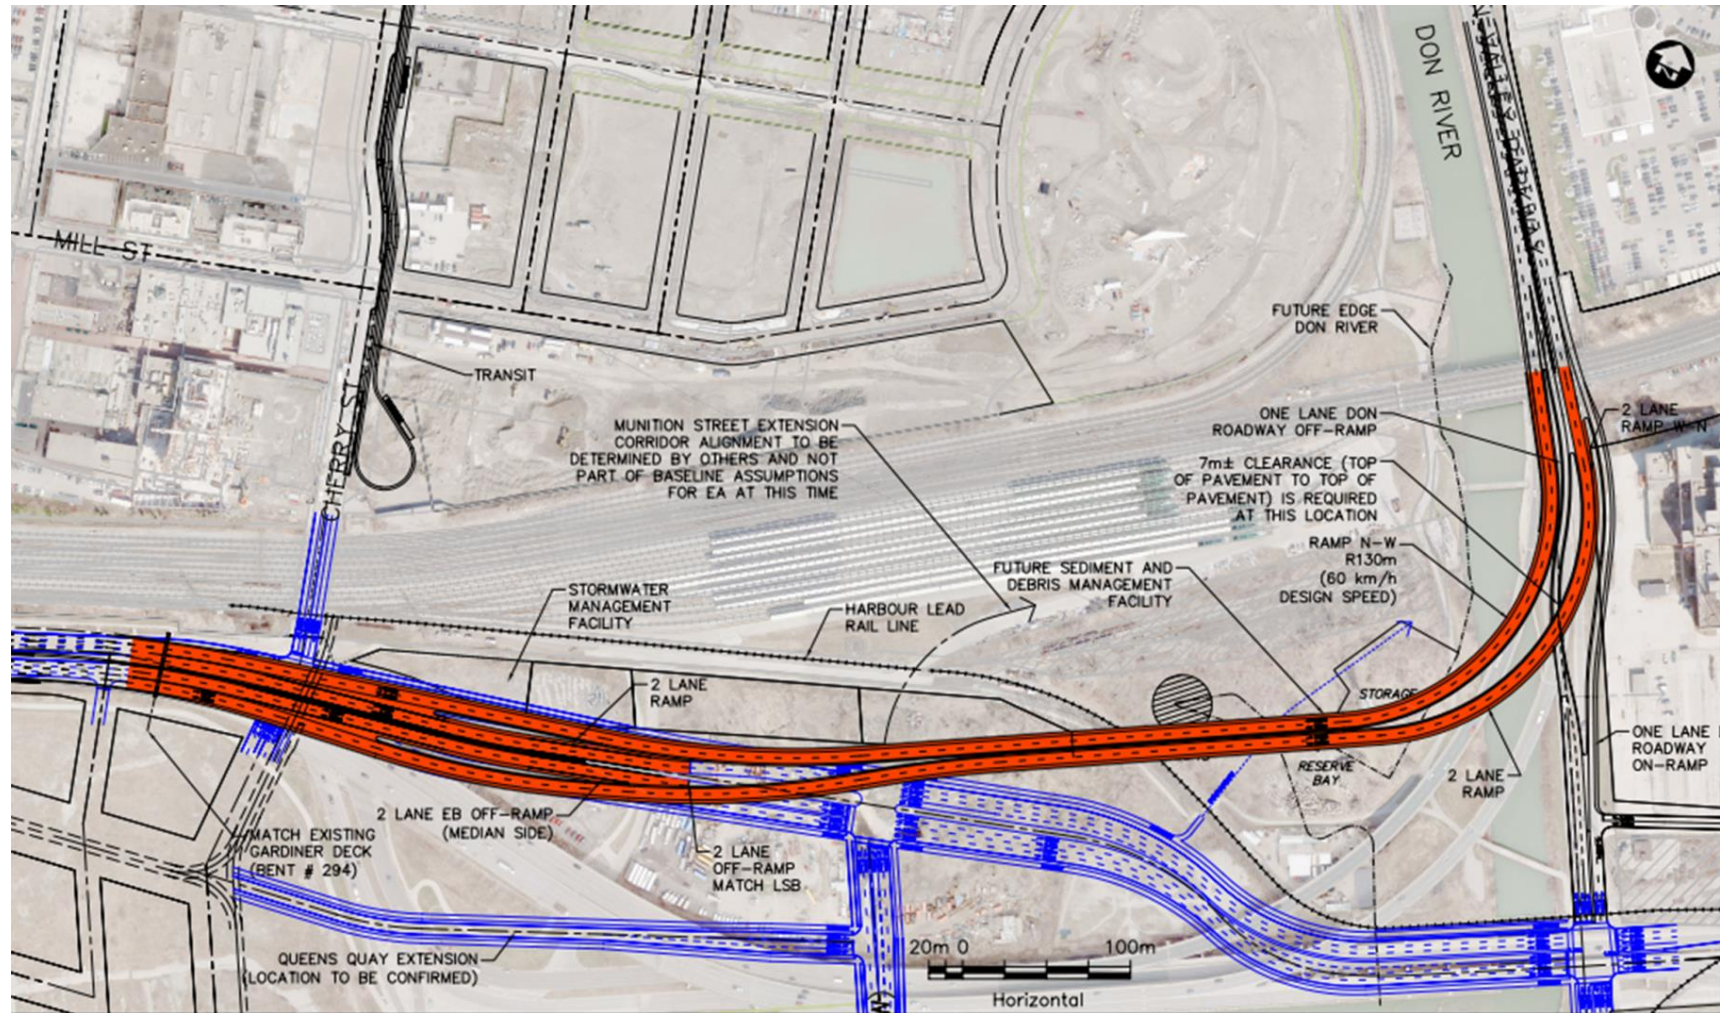 DON RIVER
MILL ST
TRANSIT
CHERRY ST
FUTURE EDGE
DON RIVER
MUNITION STREET EXTENSION
CORRIDOR ALIGNMENT TO BE
DETERMINED BY OTHERS AND NOT
PART OF BASELINE ASSUMPTIONS
FOR EA AT THIS TIME
ONE LANE DON
ROADWAY OFF-RAMP
2 LANE
RAMP W-N
7m± CLEARANCE (TOP
OF PAVEMENT TO TOP OF
PAVEMENT) IS REQUIRED
AT THIS LOCATION
RAMP N-W
R130m
(60 km/h
DESIGN SPEED)
FUTURE SEDIMENT AND
DEBRIS MANAGEMENT
FACILITY
STORMWATER
MANAGEMENT
FACILITY
HARBOUR LEAD
RAIL LINE
2 LANE
RAMP
STORAGE
RESERVE
BAY
ONE LANE
ROADWAY
ON-RAMP
2 LANE
RAMP
2 LANE EB OFF-RAMP
(MEDIAN SIDE)
MATCH EXISTING
GARDINER DECK
(BENT # 294)
2 LANE
OFF-RAMP
MATCH LSB
QUEENS QUAY EXTENSION
(LOCATION TO BE CONFIRMED)
20m 0 100m
Horizontal